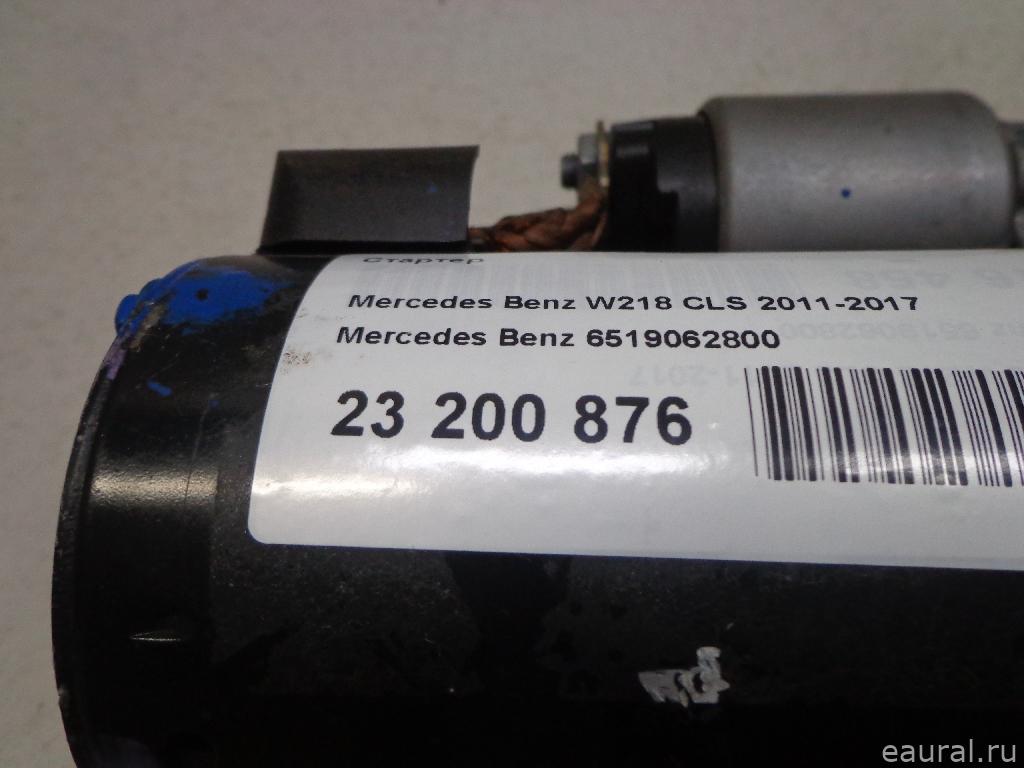 Стартер
Mercedes Benz W218 CLS 2011-2017
Mercedes Benz 6519062800
23 200 876
eaural.ru